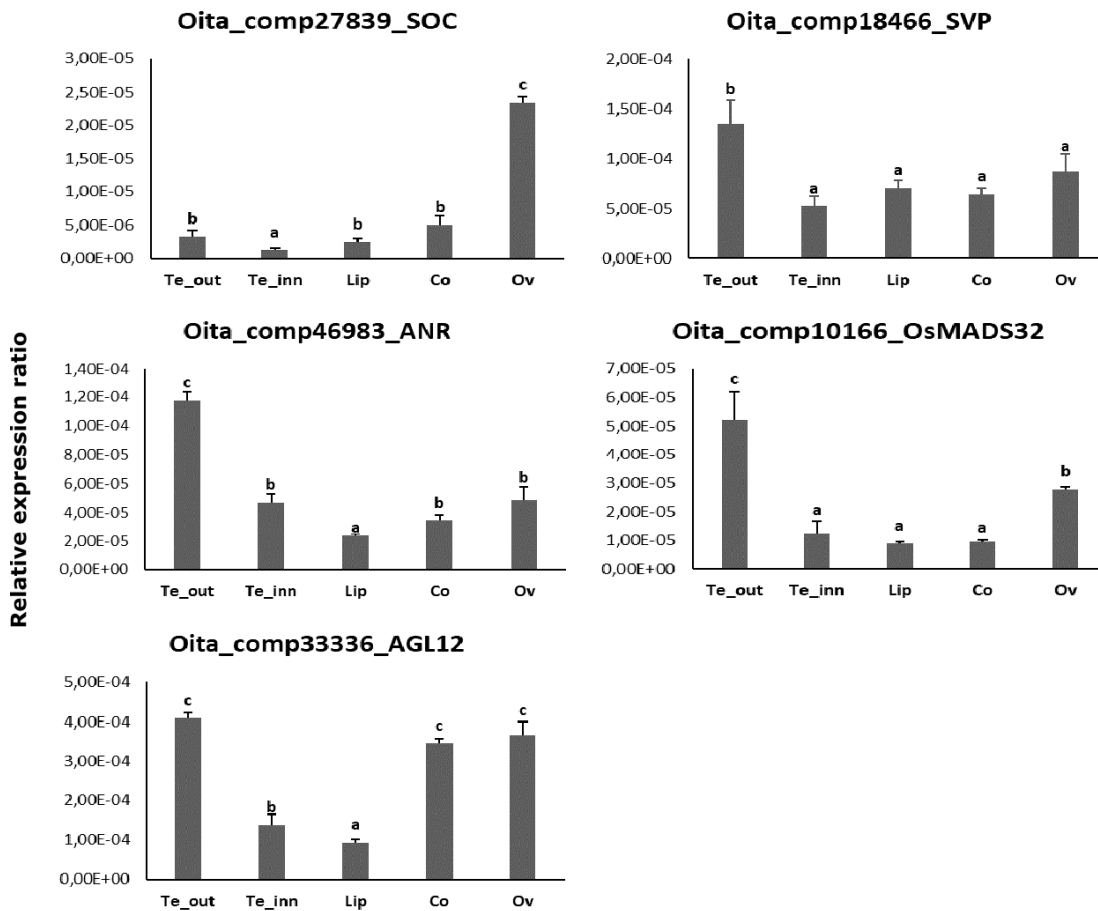 Oita_comp27839_SOC
3,00E-05
2,50E-05
2,00E-05
1,50E-05
1,00E-05
5,00E-06
0,00E+00
b a b b c
Te_out Te_inn Lip Co Ov
Oita_comp18466_SVP
2,00E-04
1,50E-04
1,00E-04
5,00E-05
0,00E+00
b a a a a
Te_out Te_inn Lip Co Ov
Relative expression ratio
Oita_comp46983_ANR
1,40E-04
1,20E-04
1,00E-04
8,00E-05
6,00E-05
4,00E-05
2,00E-05
0,00E+00
c b a b b
Te_out Te_inn Lip Co Ov
Oita_comp10166_OsMADS32
7,00E-05
6,00E-05
5,00E-05
4,00E-05
3,00E-05
2,00E-05
1,00E-05
0,00E+00
c a a a b
Te_out Te_inn Lip Co Ov
Oita_comp33336_AGL12
5,00E-04
4,00E-04
3,00E-04
2,00E-04
1,00E-04
0,00E+00
c b a c c
Te_out Te_inn Lip Co Ov